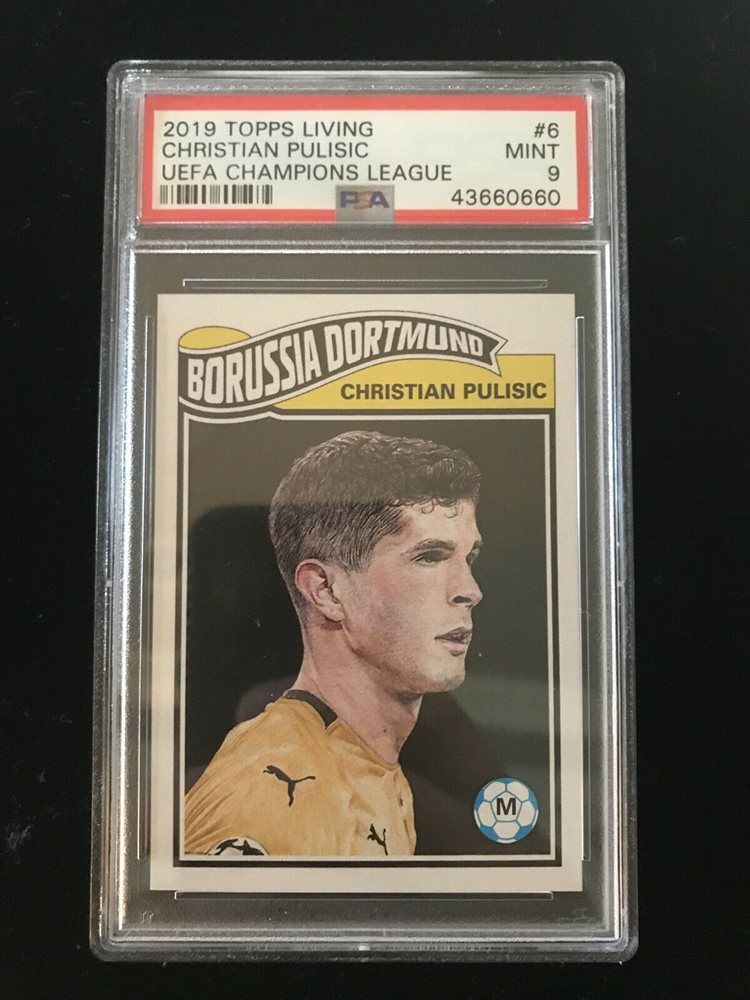 2019 TOPPS LIVING #6
CHRISTIAN PULISIC MINT
UEFA CHAMPIONS LEAGUE 9
PSA 43660660
BORUSSIA DORTMUND
CHRISTIAN PULISIC
M